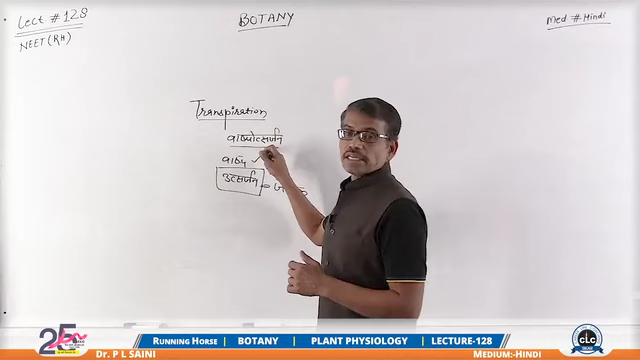 Lect # 128
NEET (RH)
BOTANY
Med # Hindi
Transpiration
वाष्पोत्सर्जन
वाष्प ✓
उत्सर्जन =
25
Dr. P L SAINI
RUNNING HORSE | BOTANY | PLANT PHYSIOLOGY | LECTURE-128
MEDIUM:-HINDI
CLC